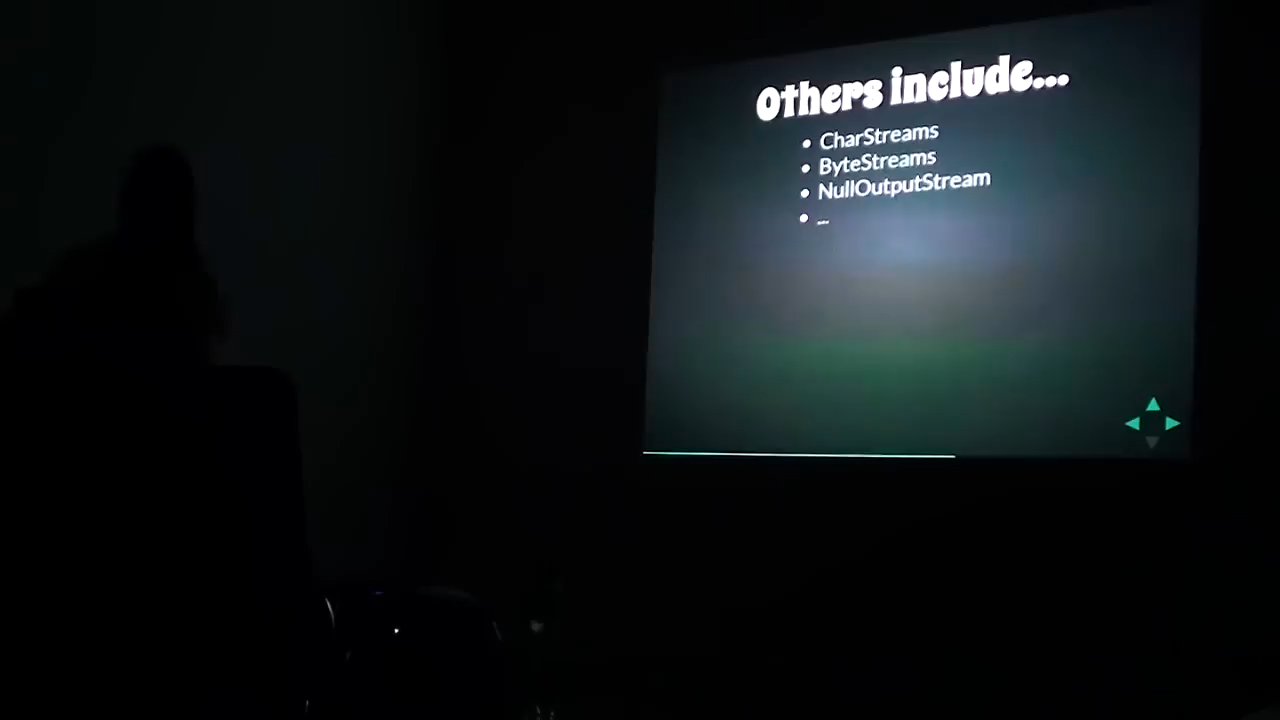 Others include...
• CharStreams
• ByteStreams
• NullOutputStream
• ...